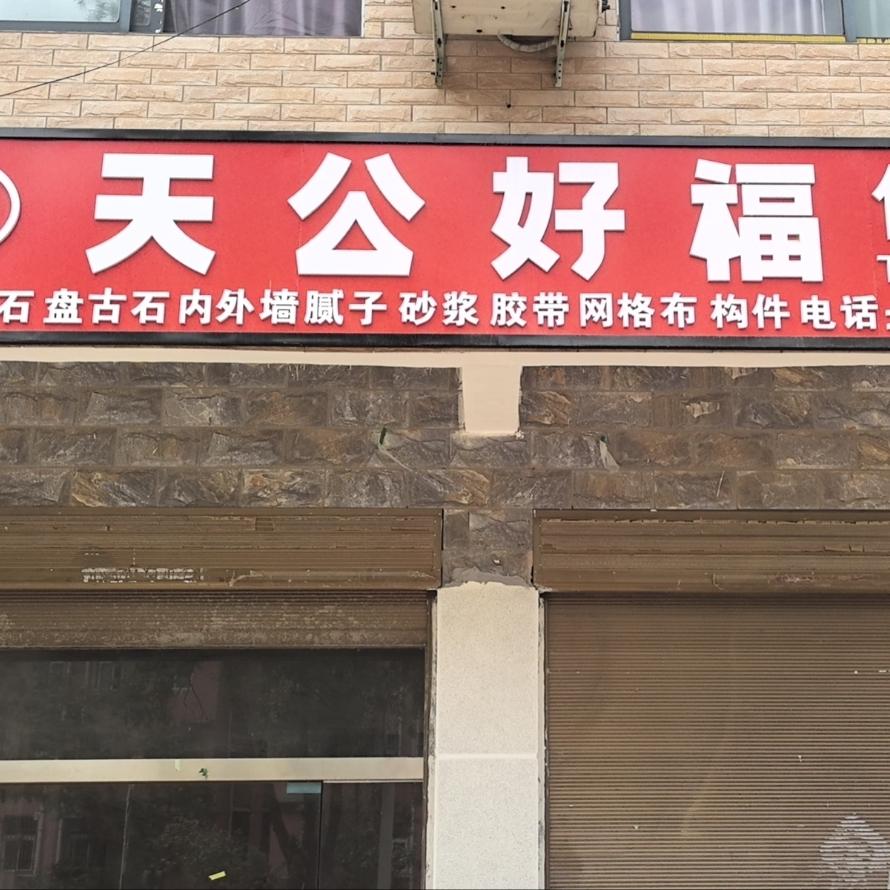 天公好福
石 盘古石 内外墙腻子 砂浆 胶带 网格布 构件 电话